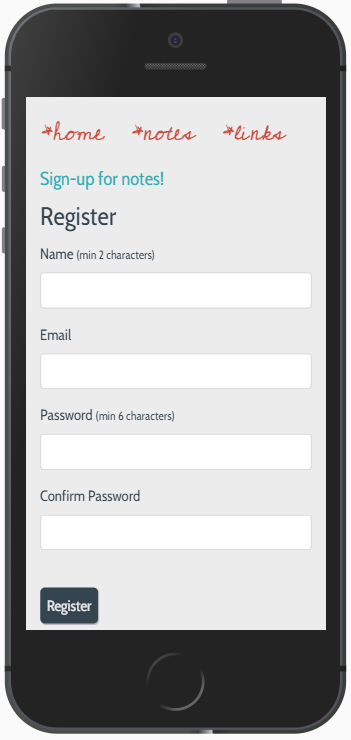 *home *notes *links
Sign-up for notes!
Register
Name (min 2 characters)
Email
Password (min 6 characters)
Confirm Password
Register